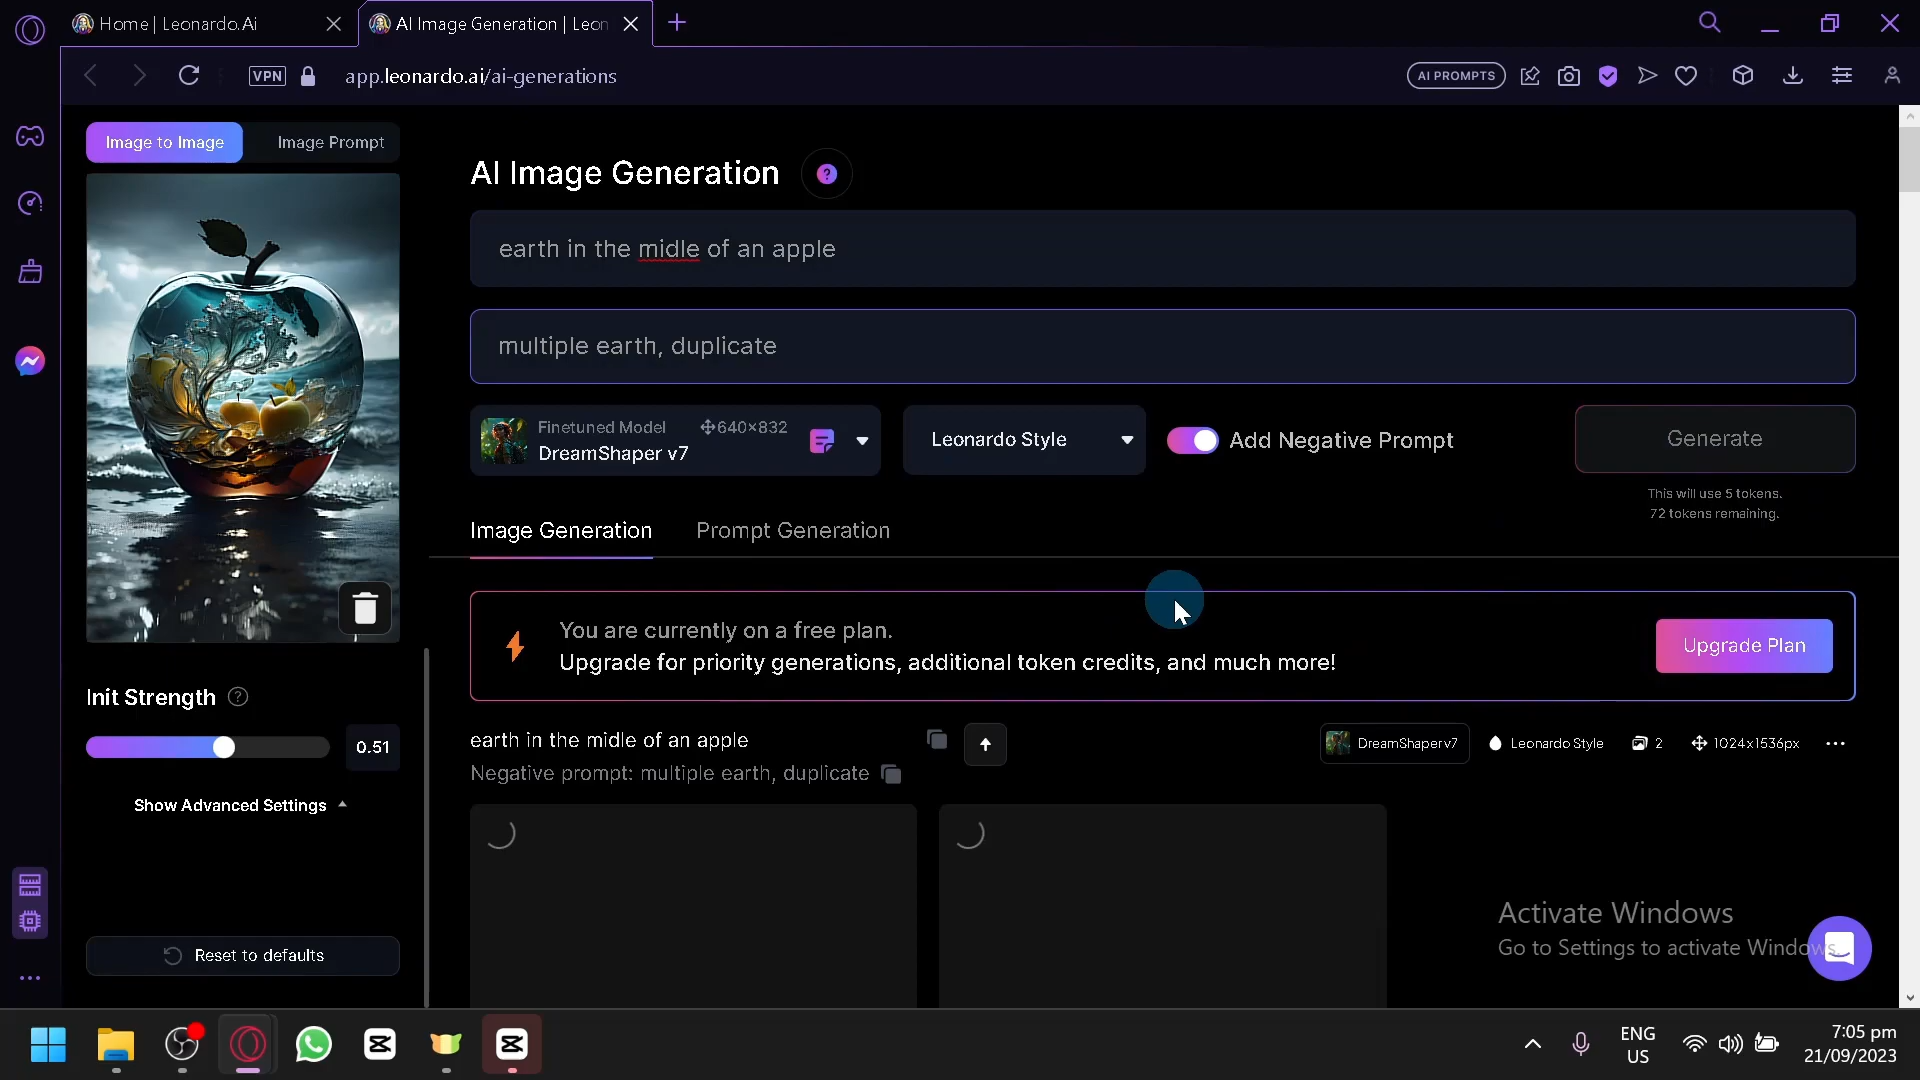 Home | Leonardo.Ai
AI Image Generation | Leon
VPN
app.leonardo.ai/ai-generations
AI PROMPTS
Image to Image
Image Prompt
AI Image Generation
?
earth in the midle of an apple
multiple earth, duplicate
Finetuned Model
640×832
DreamShaper v7
Leonardo Style
Add Negative Prompt
Generate
This will use 5 tokens.
72 tokens remaining.
Image Generation
Prompt Generation
You are currently on a free plan.
Upgrade for priority generations, additional token credits, and much more!
Upgrade Plan
Init Strength
?
0.51
Show Advanced Settings
Reset to defaults
earth in the midle of an apple
Negative prompt: multiple earth, duplicate
DreamShaper v7
Leonardo Style
2
1024x1536px
Activate Windows
Go to Settings to activate Windows.
ENG
US
7:05 pm
21/09/2023